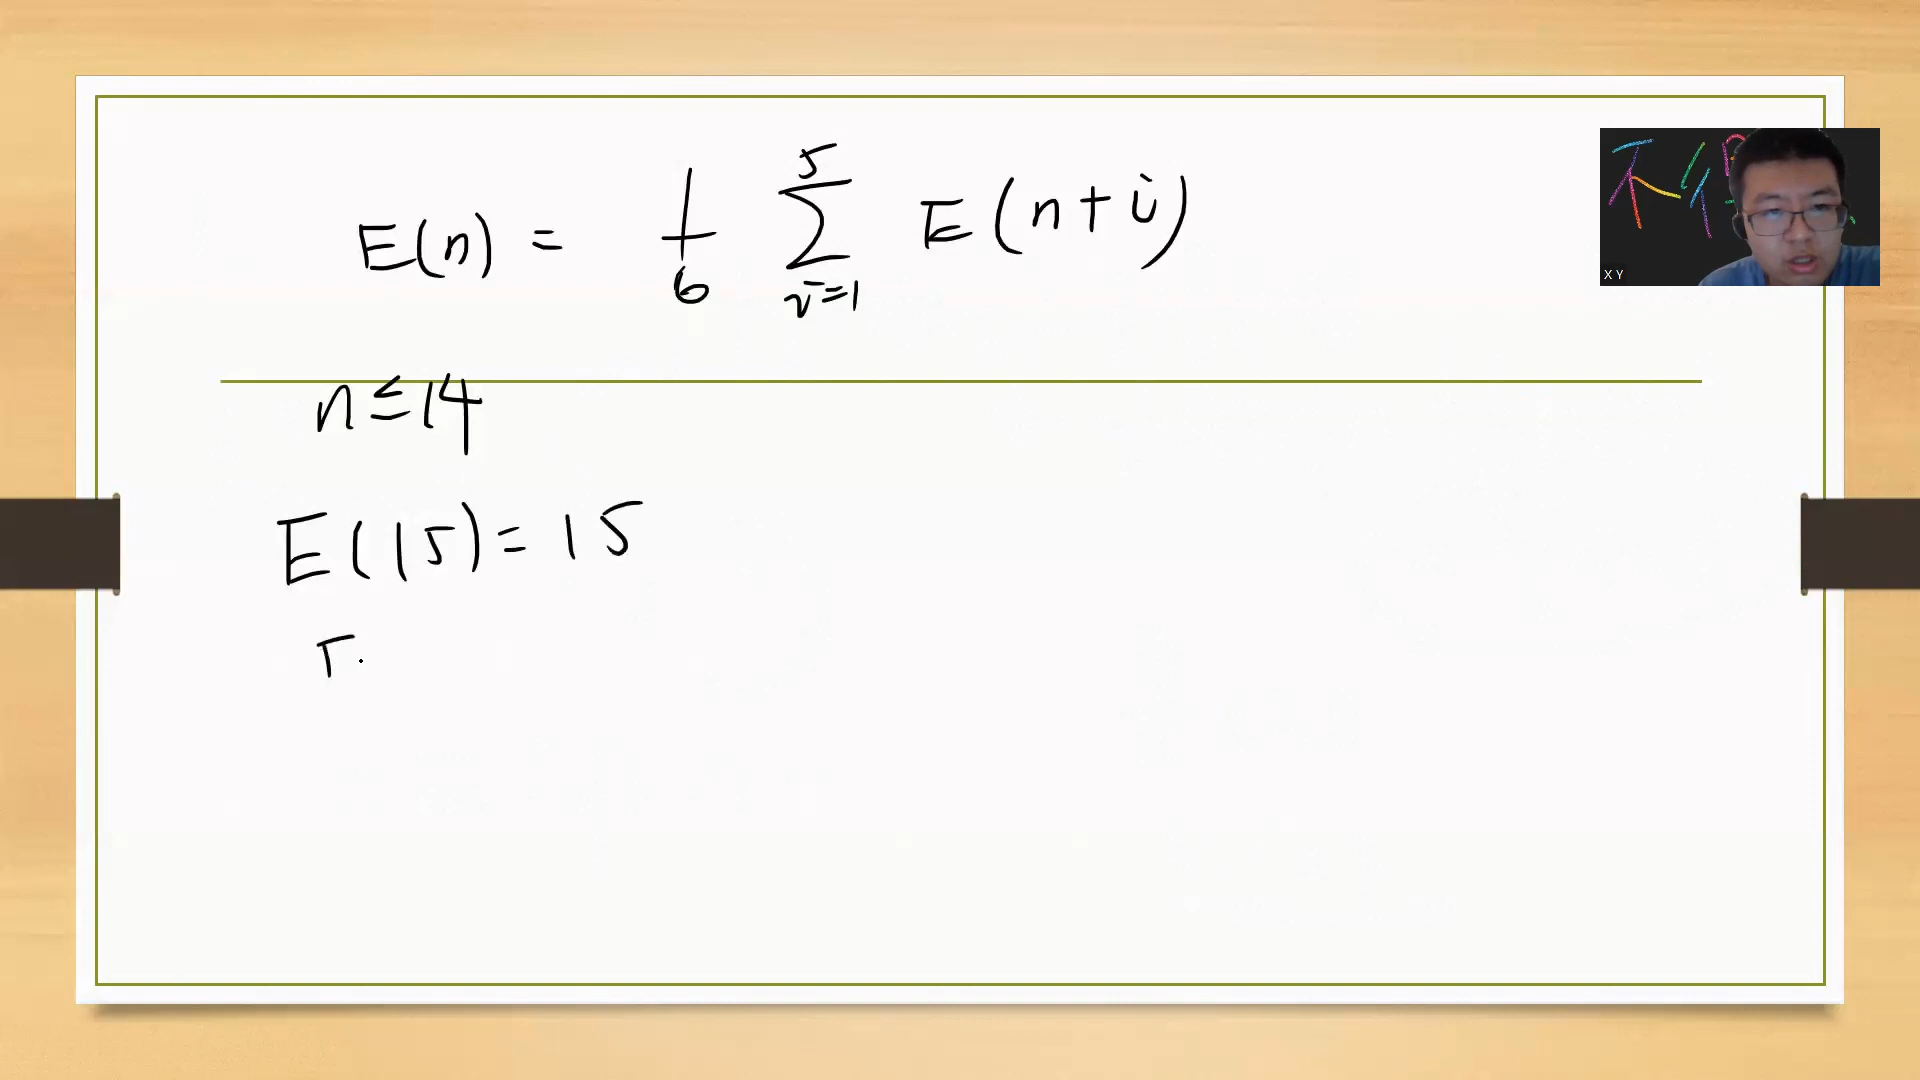 E(n) = 1/6 5∑i=1 E(n+i)
n≤14
E(15)=15
X Y